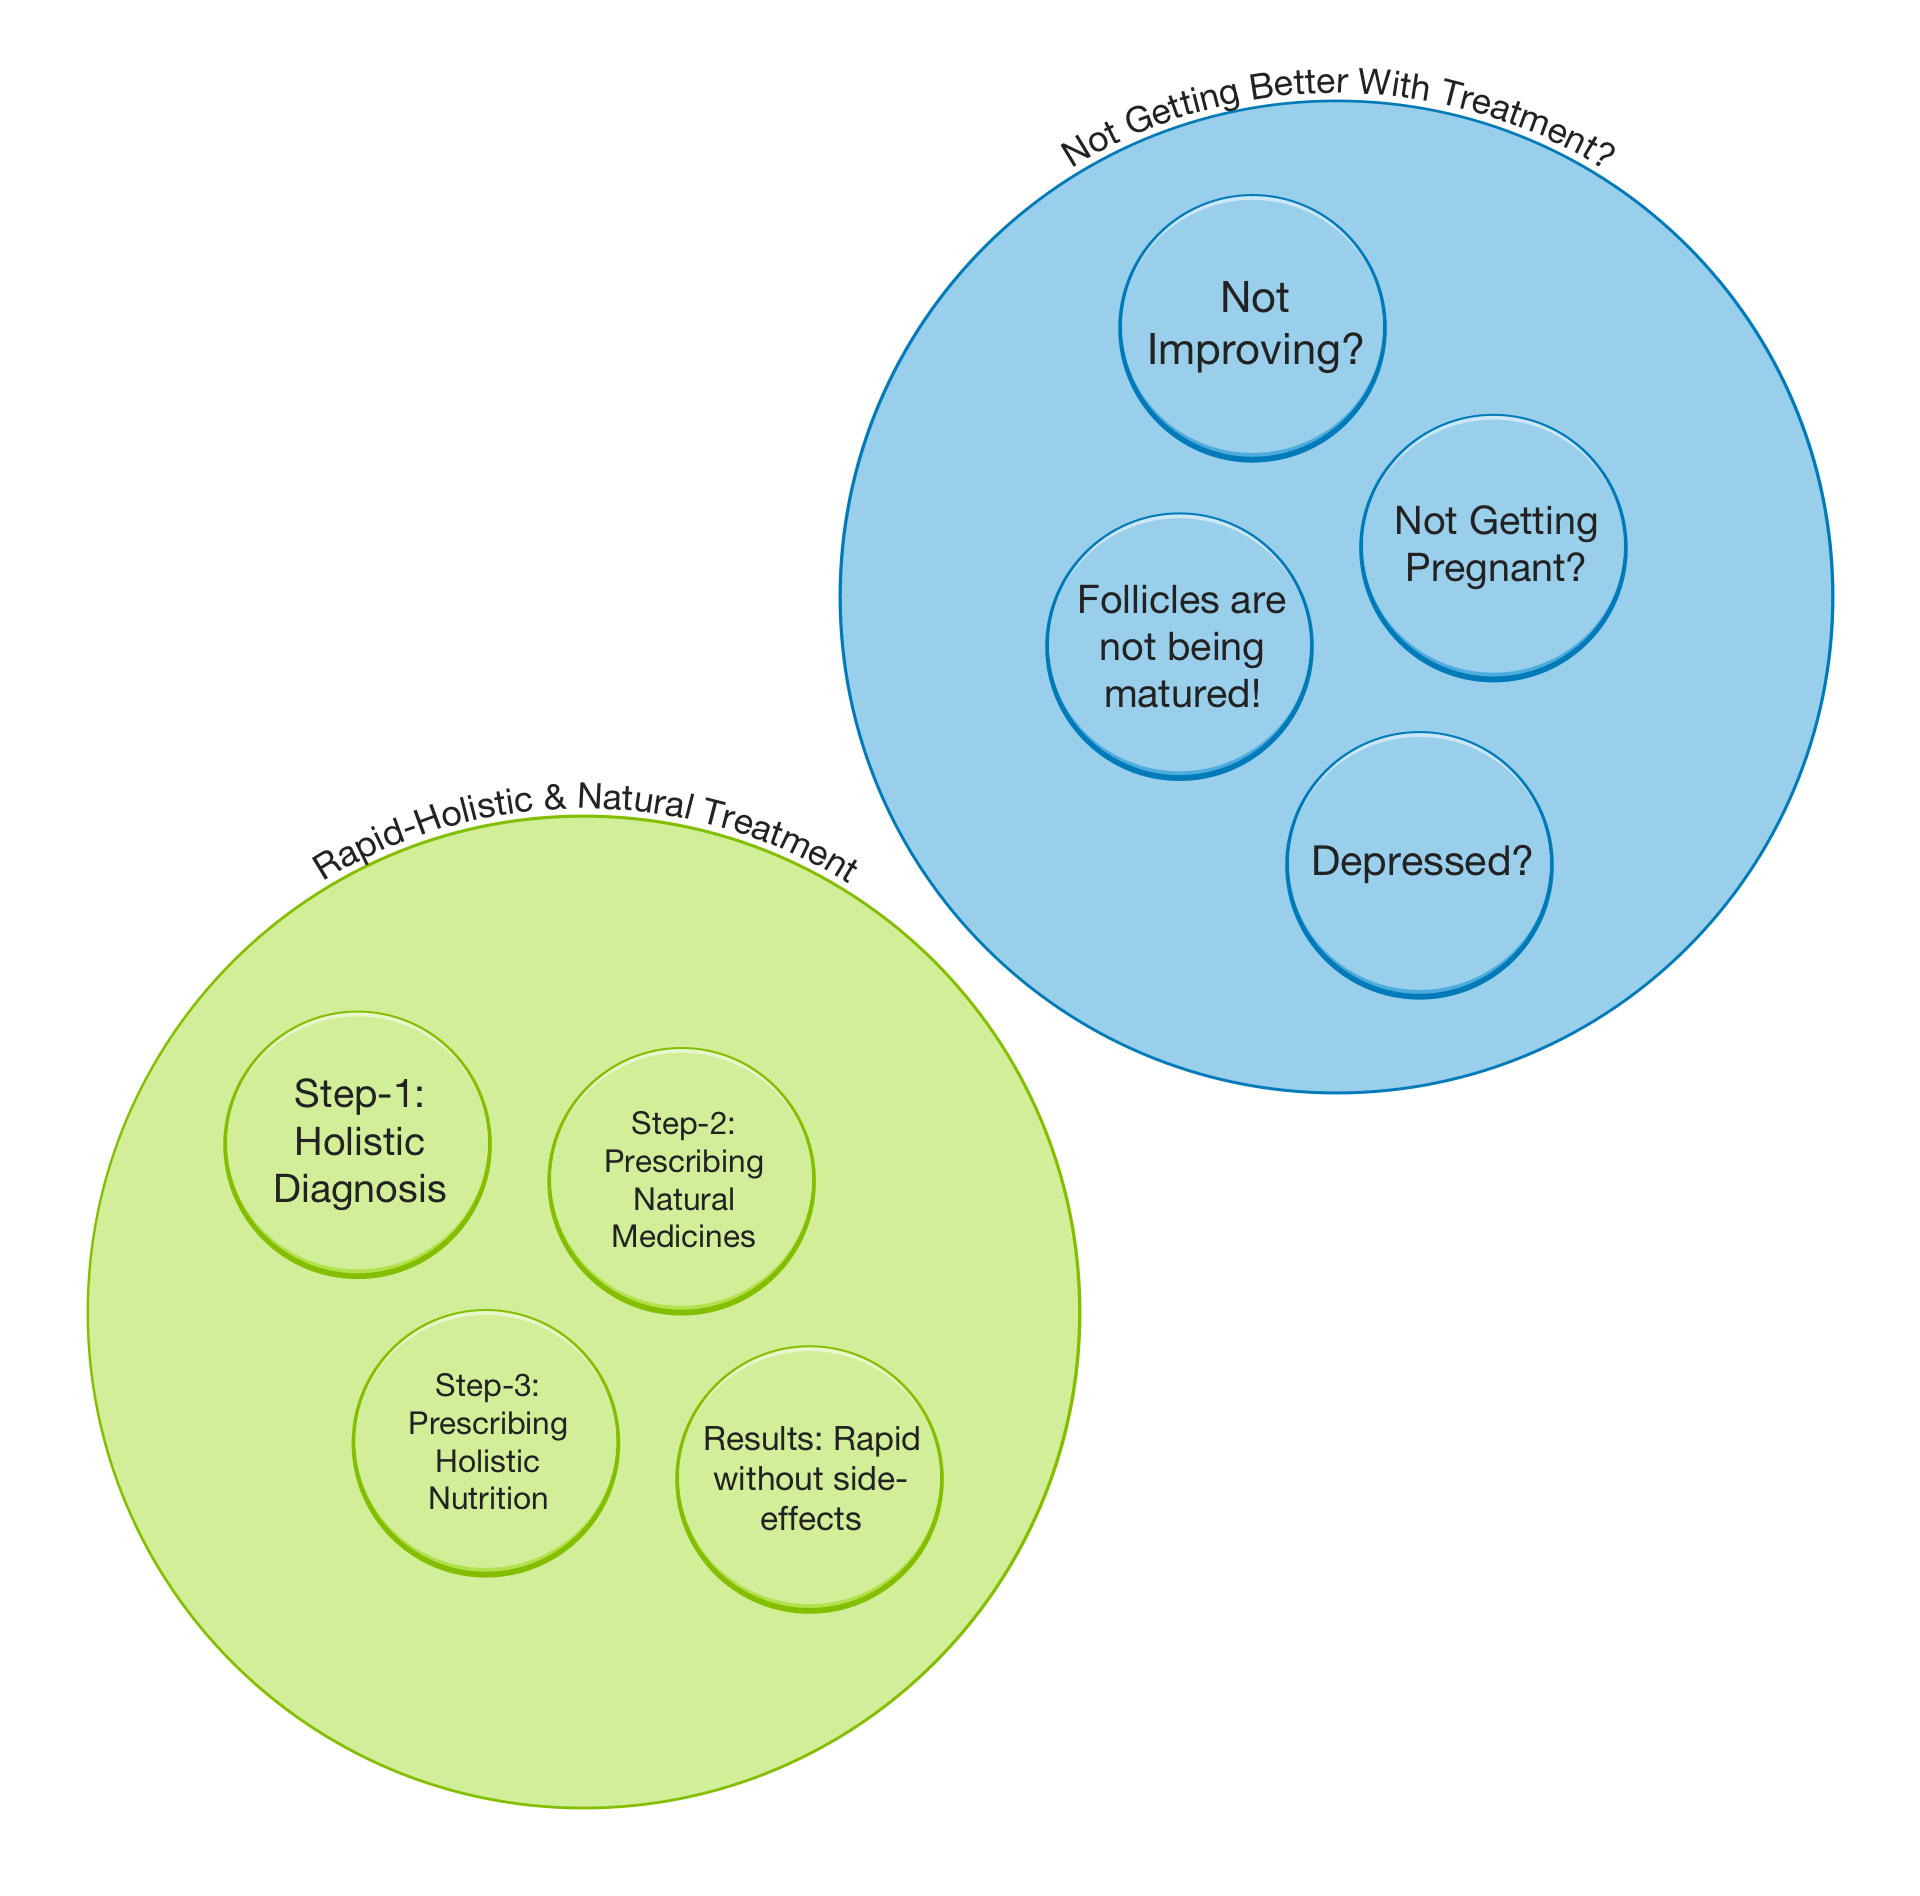 Not Getting Better With Treatment?
Not
Improving?
Not Getting
Pregnant?
Follicles are
not being
matured!
Depressed?
Rapid-Holistic & Natural Treatment
Step-1:
Holistic
Diagnosis
Step-2:
Prescribing
Natural
Medicines
Step-3:
Prescribing
Holistic
Nutrition
Results: Rapid
without side-
effects